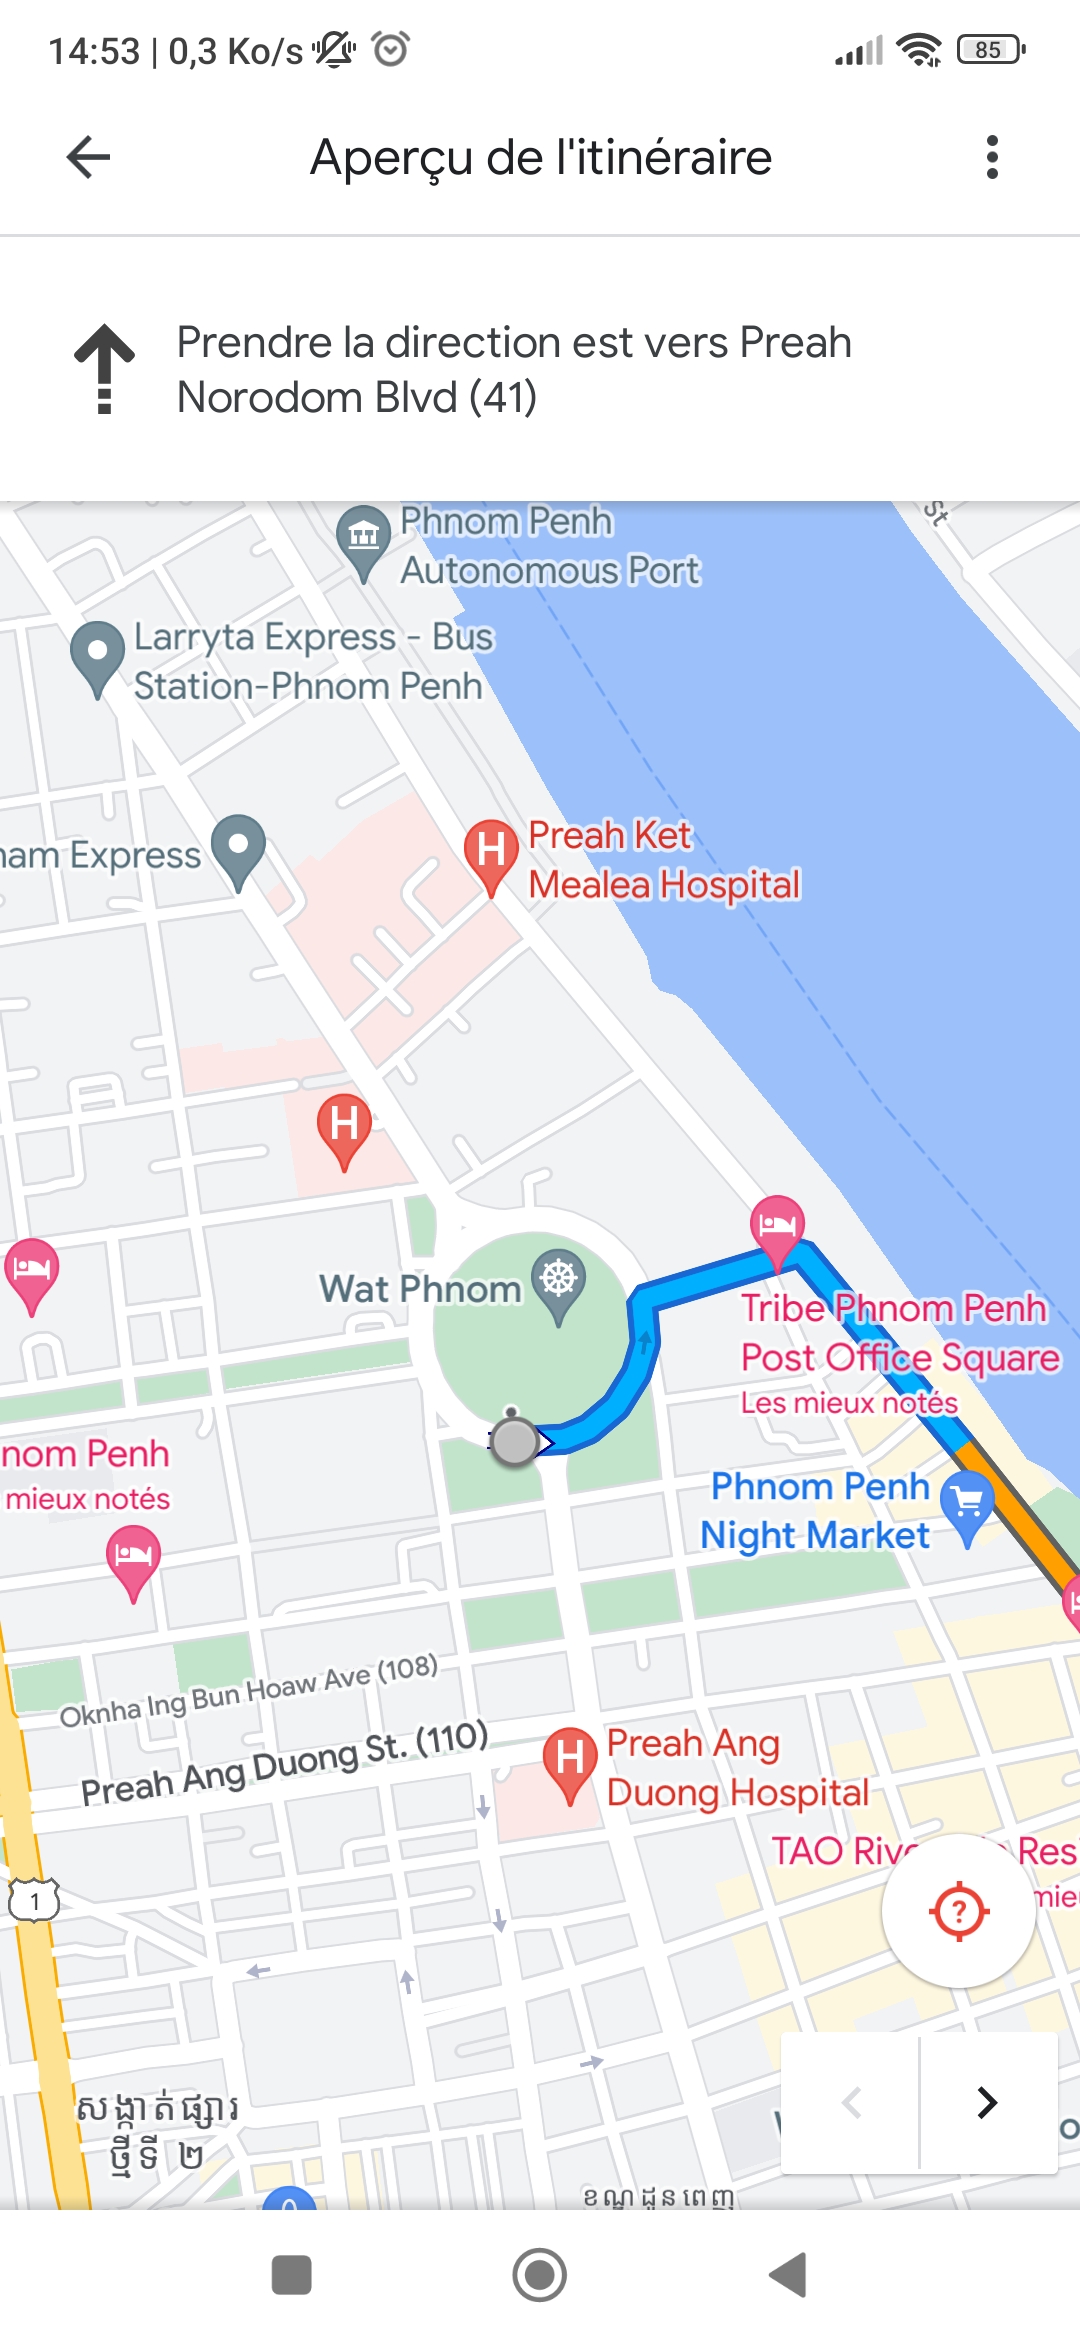 14:53 | 0,3 Ko/s
85
Aperçu de l'itinéraire
Prendre la direction est vers Preah
Norodom Blvd (41)
St
Phnom Penh
Autonomous Port
Larryta Express - Bus
Station-Phnom Penh
Express
H
Preah Ket
Mealea Hospital
H
Wat Phnom
Tribe Phnom Penh
Post Office Square
Les mieux notés
nom Penh
mieux notés
Phnom Penh
Night Market
Oknha Ing Bun Hoaw Ave (108)
Preah Ang Duong St. (110)
H
Preah Ang
Duong Hospital
TAO
Res
1
?
សង្កាត់ផ្សារ
ថ្មីទី ២
ខណ្ឌដូនពេញ